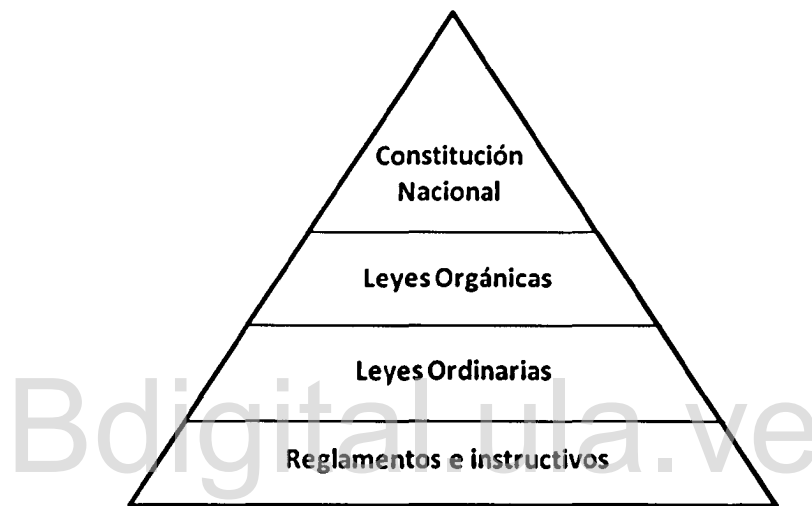 Constitución
Nacional
Leyes Orgánicas
Leyes Ordinarias
Bdigital.ula.ve
Reglamentos e instructivos